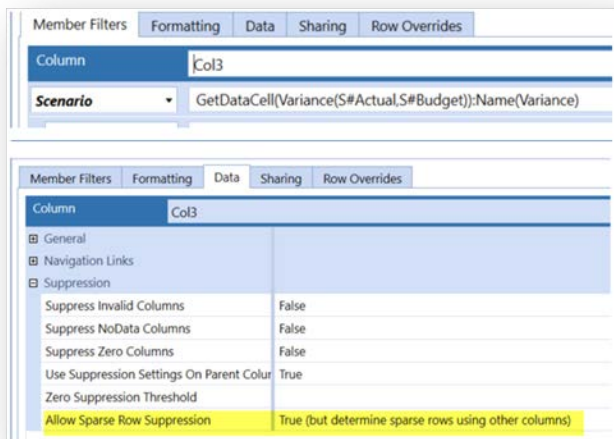 Member Filters Formatting Data Sharing Row Overrides
Column Col3
Scenario GetDataCell(Variance(S#Actual,S#Budget)):Name(Variance)
Member Filters Formatting Data Sharing Row Overrides
Column Col3
General
Navigation Links
Suppression
Suppress Invalid Columns False
Suppress NoData Columns False
Suppress Zero Columns False
Use Suppression Settings On Parent Colur True
Zero Suppression Threshold
Allow Sparse Row Suppression True (but determine sparse rows using other columns)